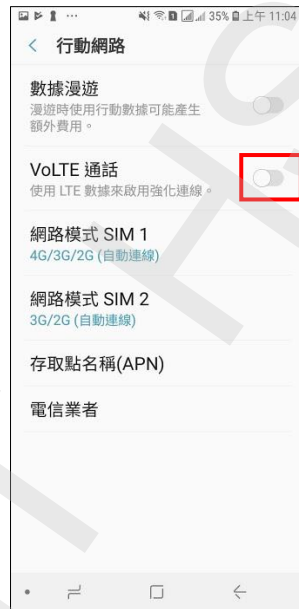 1 ... 35% 上午 11:04
行動網路
數據漫遊
漫遊時使用行動數據可能產生
額外費用。
VoLTE 通話
使用 LTE 數據來啟用強化連線。
網路模式 SIM 1
4G/3G/2G (自動連線)
網路模式 SIM 2
3G/2G (自動連線)
存取點名稱(APN)
電信業者